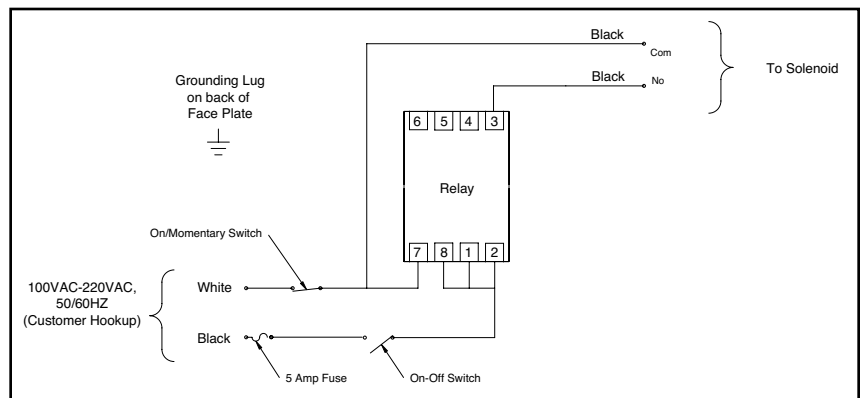 Black
Com
To Solenoid
Black
No
Grounding Lug
on back of
Face Plate
6 5 4 3
Relay
On/Momentary Switch
7 8 1 2
100VAC-220VAC,
50/60HZ
(Customer Hookup)
White
Black
5 Amp Fuse
On-Off Switch